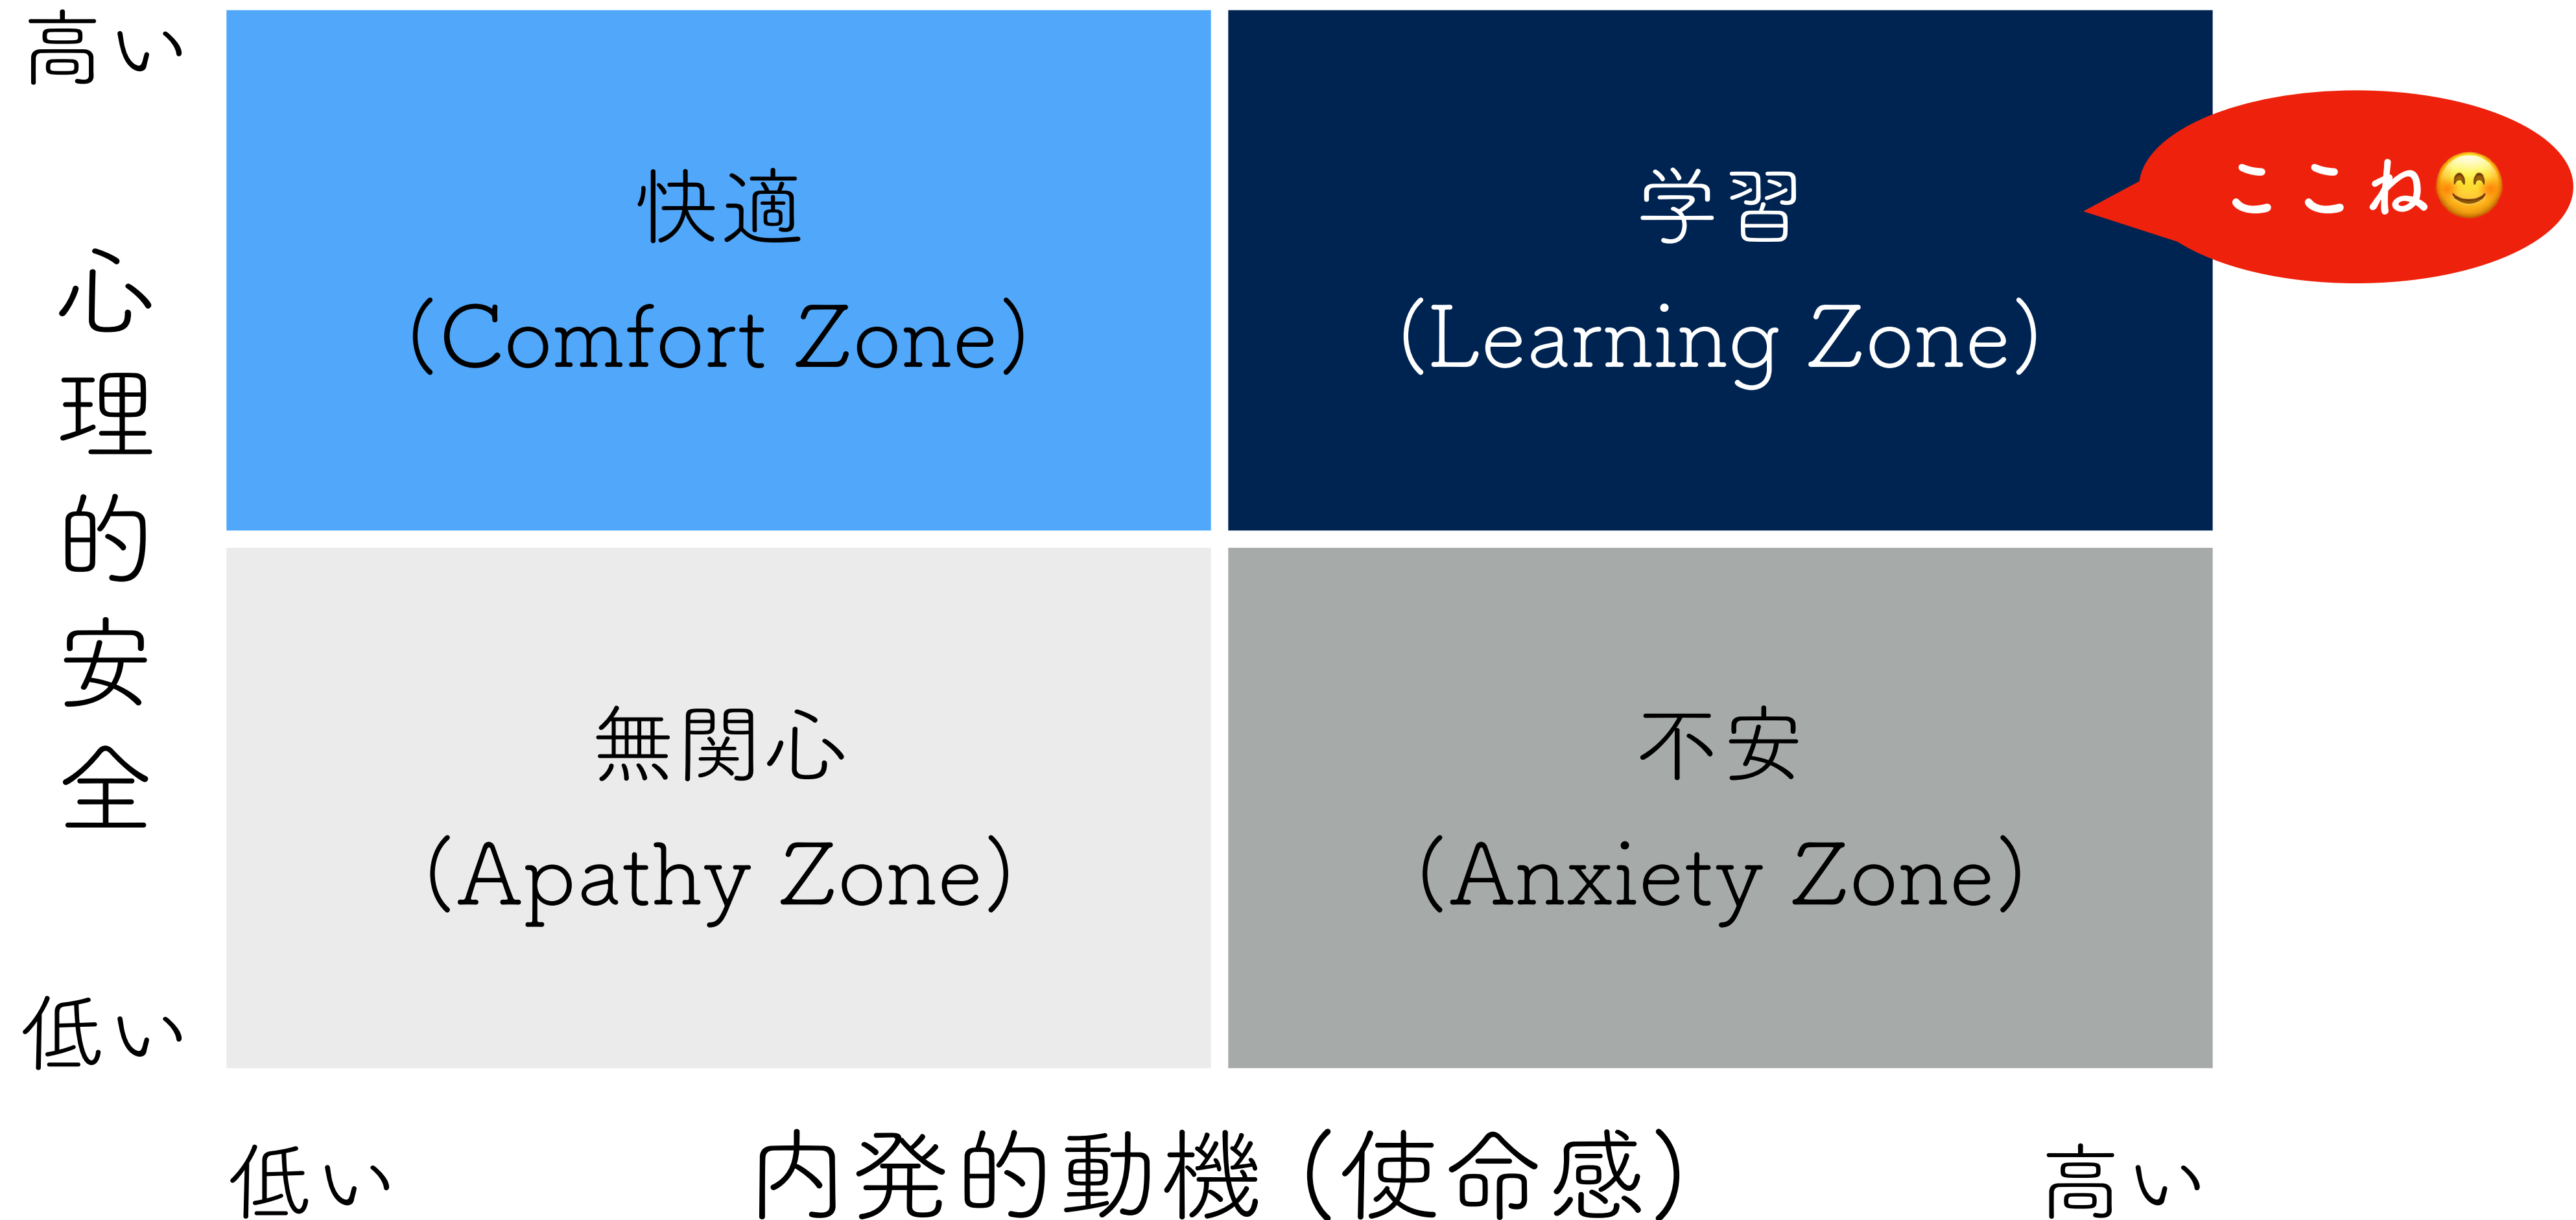 高い
快適
(Comfort Zone)
学習
(Learning Zone)
ここね😊
心理的安全
無関心
(Apathy Zone)
不安
(Anxiety Zone)
低い
低い
内発的動機(使命感)
高い